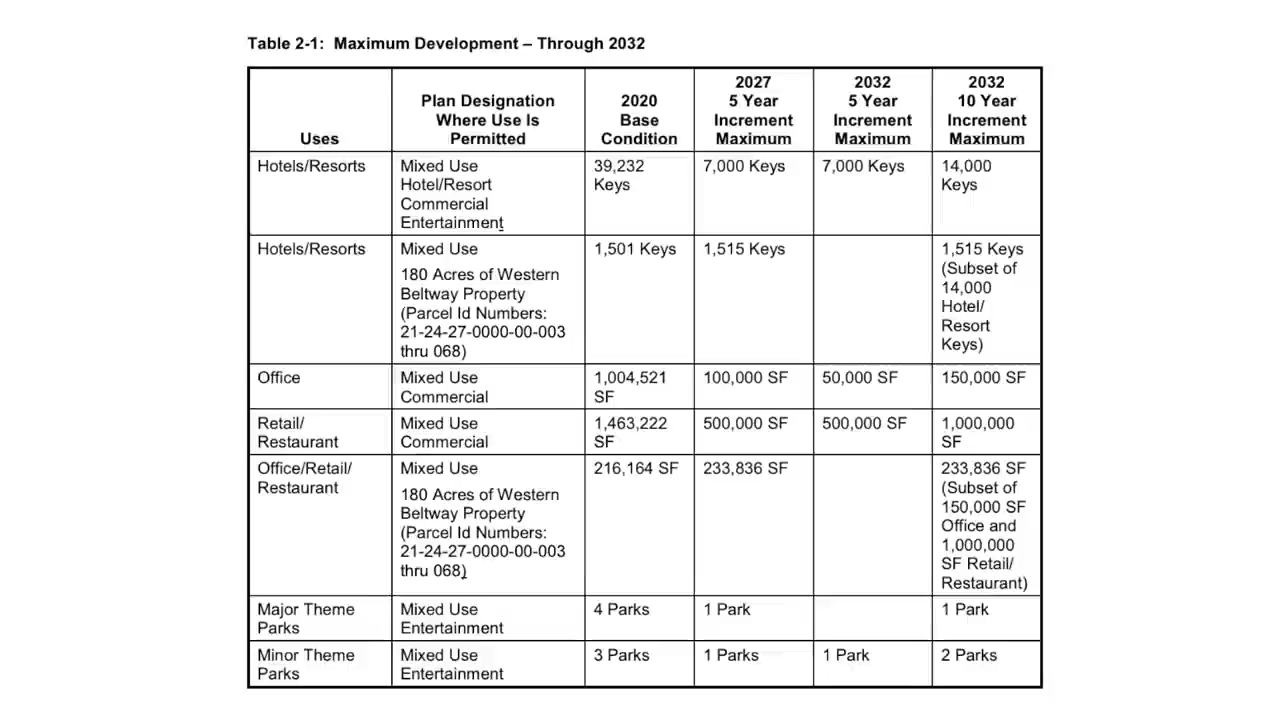 Table 2-1: Maximum Development – Through 2032
Uses
Plan Designation
Where Use Is
Permitted
2020
Base
Condition
2027
5 Year
Increment
Maximum
2032
5 Year
Increment
Maximum
2032
10 Year
Increment
Maximum
Hotels/Resorts
Mixed Use
Hotel/Resort
Commercial
Entertainment
39,232
Keys
7,000 Keys
7,000 Keys
14,000
Keys
Hotels/Resorts
Mixed Use
180 Acres of Western
Beltway Property
(Parcel Id Numbers:
21-24-27-0000-00-003
thru 068)
1,501 Keys
1,515 Keys
1,515 Keys
(Subset of
14,000
Hotel/
Resort
Keys)
Office
Mixed Use
Commercial
1,004,521
SF
100,000 SF
50,000 SF
150,000 SF
Retail/
Restaurant
Mixed Use
Commercial
1,463,222
SF
500,000 SF
500,000 SF
1,000,000
SF
Office/Retail/
Restaurant
Mixed Use
180 Acres of Western
Beltway Property
(Parcel Id Numbers:
21-24-27-0000-00-003
thru 068)
216,164 SF
233,836 SF
233,836 SF
(Subset of
150,000 SF
Office and
1,000,000
SF Retail/
Restaurant)
Major Theme
Parks
Mixed Use
Entertainment
4 Parks
1 Park
1 Park
Minor Theme
Parks
Mixed Use
Entertainment
3 Parks
1 Parks
1 Park
2 Parks